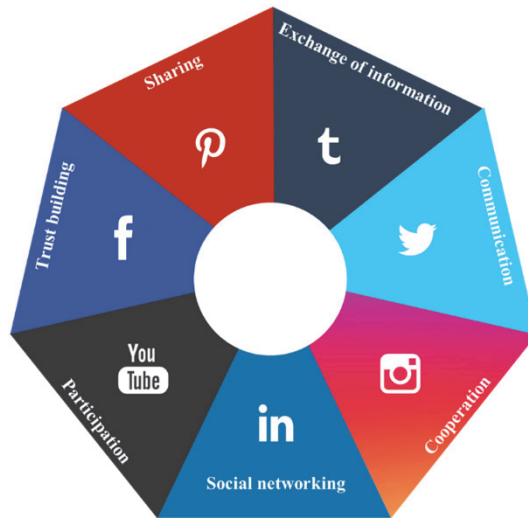 Sharing
Exchange of information
Trust building
Communication
You
Tube
Participation
Cooperation
in
Social networking